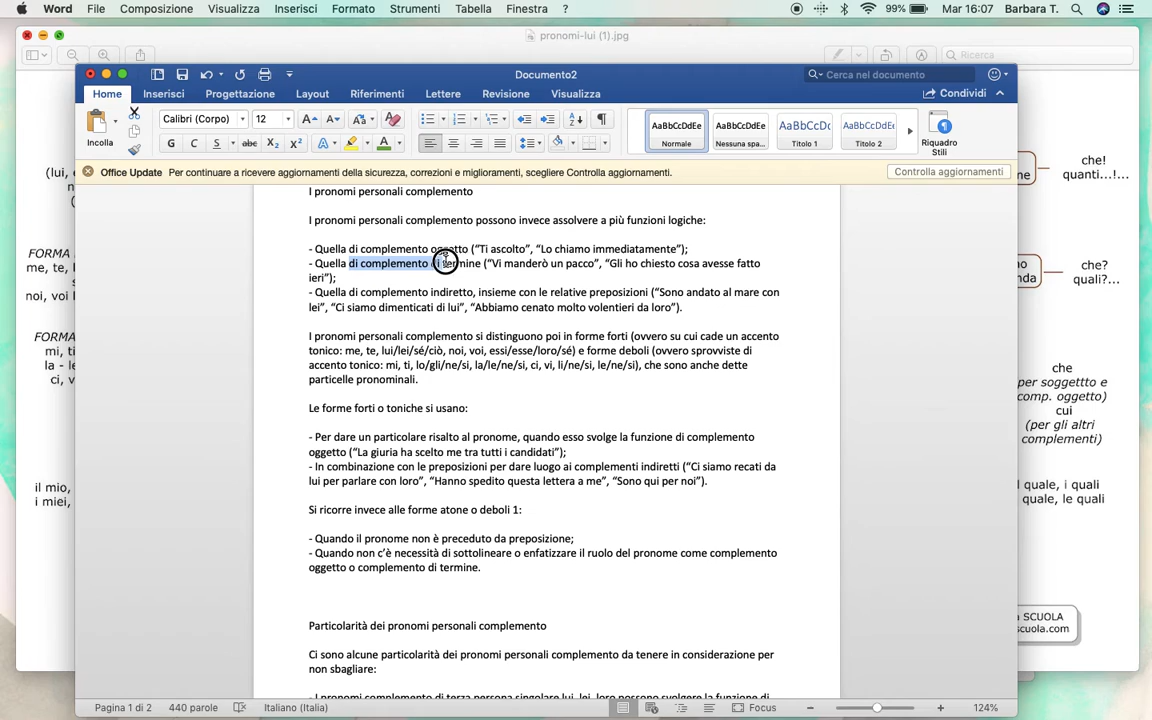 Word File Composizione Visualizza Inserisci Formato Strumenti Tabella Finestra ? 99% Mar 16:07 Barbara T.
pronomi-lui (1).jpg
Ricerca
Documento2
Cerca nel documento
Home Inserisci Progettazione Layout Riferimenti Lettere Revisione Visualizza
Condividi
Incolla
Calibri (Corpo) 12
G C S abc X₂ X²
AaBbCcDdEe AaBbCcDdEe AaBbCcDc AaBbCcDdEe
Normale Nessuna spa... Titolo 1 Titolo 2
Riquadro Stili
Office Update Per continuare a ricevere aggiornamenti della sicurezza, correzioni e miglioramenti, scegliere Controlla aggiornamenti.
Controlla aggiornamenti
I pronomi personali complemento
I pronomi personali complemento possono invece assolvere a più funzioni logiche:
- Quella di complemento oggetto (“Ti ascolto”, “Lo chiamo immediatamente”);
- Quella di complemento di termine (“Vi manderò un pacco”, “Gli ho chiesto cosa avesse fatto
ieri”);
- Quella di complemento indiretto, insieme con le relative preposizioni (“Sono andato al mare con
lei”, “Ci siamo dimenticati di lui”, “Abbiamo cenato molto volentieri da loro”).
I pronomi personali complemento si distinguono poi in forme forti (ovvero su cui cade un accento
tonico: me, te, lui/lei/sé/ciò, noi, voi, essi/esse/loro/sé) e forme deboli (ovvero sprovviste di
accento tonico: mi, ti, lo/gli/ne/si, la/le/ne/si, ci, vi, li/ne/si, le/ne/si), che sono anche dette
particelle pronominali.
Le forme forti o toniche si usano:
- Per dare un particolare risalto al pronome, quando esso svolge la funzione di complemento
oggetto (“La giuria ha scelto me tra tutti i candidati”);
- In combinazione con le preposizioni per dare luogo ai complementi indiretti (“Ci siamo recati da
lui per parlare con loro”, “Hanno spedito questa lettera a me”, “Sono qui per noi”).
Si ricorre invece alle forme atone o deboli 1:
- Quando il pronome non è preceduto da preposizione;
- Quando non c’è necessità di sottolineare o enfatizzare il ruolo del pronome come complemento
oggetto o complemento di termine.
Particolarità dei pronomi personali complemento
Ci sono alcune particolarità dei pronomi personali complemento da tenere in considerazione per
non sbagliare:
- I pronomi complemento di terza persona singolare lui, lei, loro possono svolgere la funzione di
Pagina 1 di 2 440 parole Italiano (Italia) Focus 124%
(lui,
FORMA
me, te,
noi, voi
FORMA
mi, ti
la - le
ci, v
il mio,
i miei,
che!
quanti...!...
che?
quali?...
che
(per soggettto e
comp. oggetto)
cui
(per gli altri
complementi)
quale, i quali
quale, le quali
SCUOLA
scuola.com